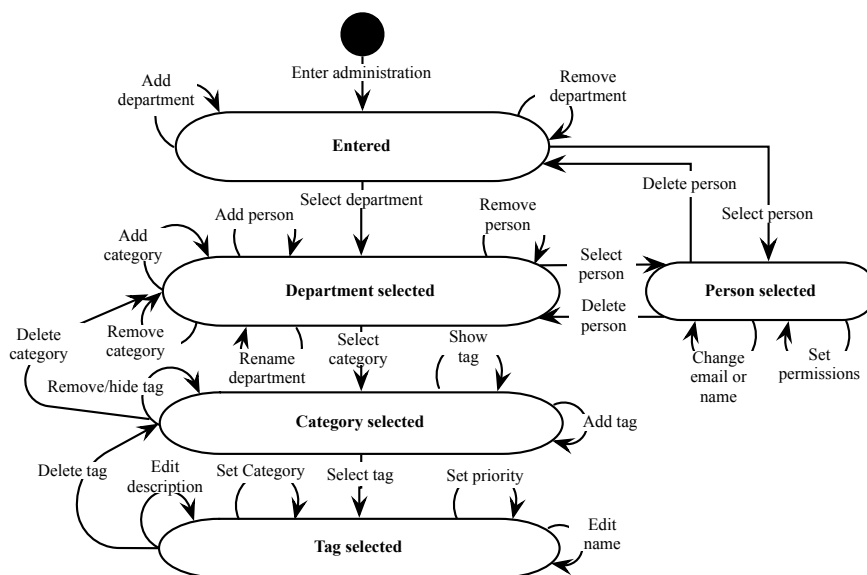 Enter administration
Add
department
Remove
department
Entered
Delete person
Select department
Select person
Add person
Remove
person
Add
category
Select
person
Department selected
Person selected
Delete
person
Delete
category
Remove
category
Rename
department
Select
category
Show
tag
Change
email or
name
Set
permissions
Remove/hide tag
Category selected
Add tag
Delete tag
Edit
description
Set Category
Select tag
Set priority
Edit
name
Tag selected